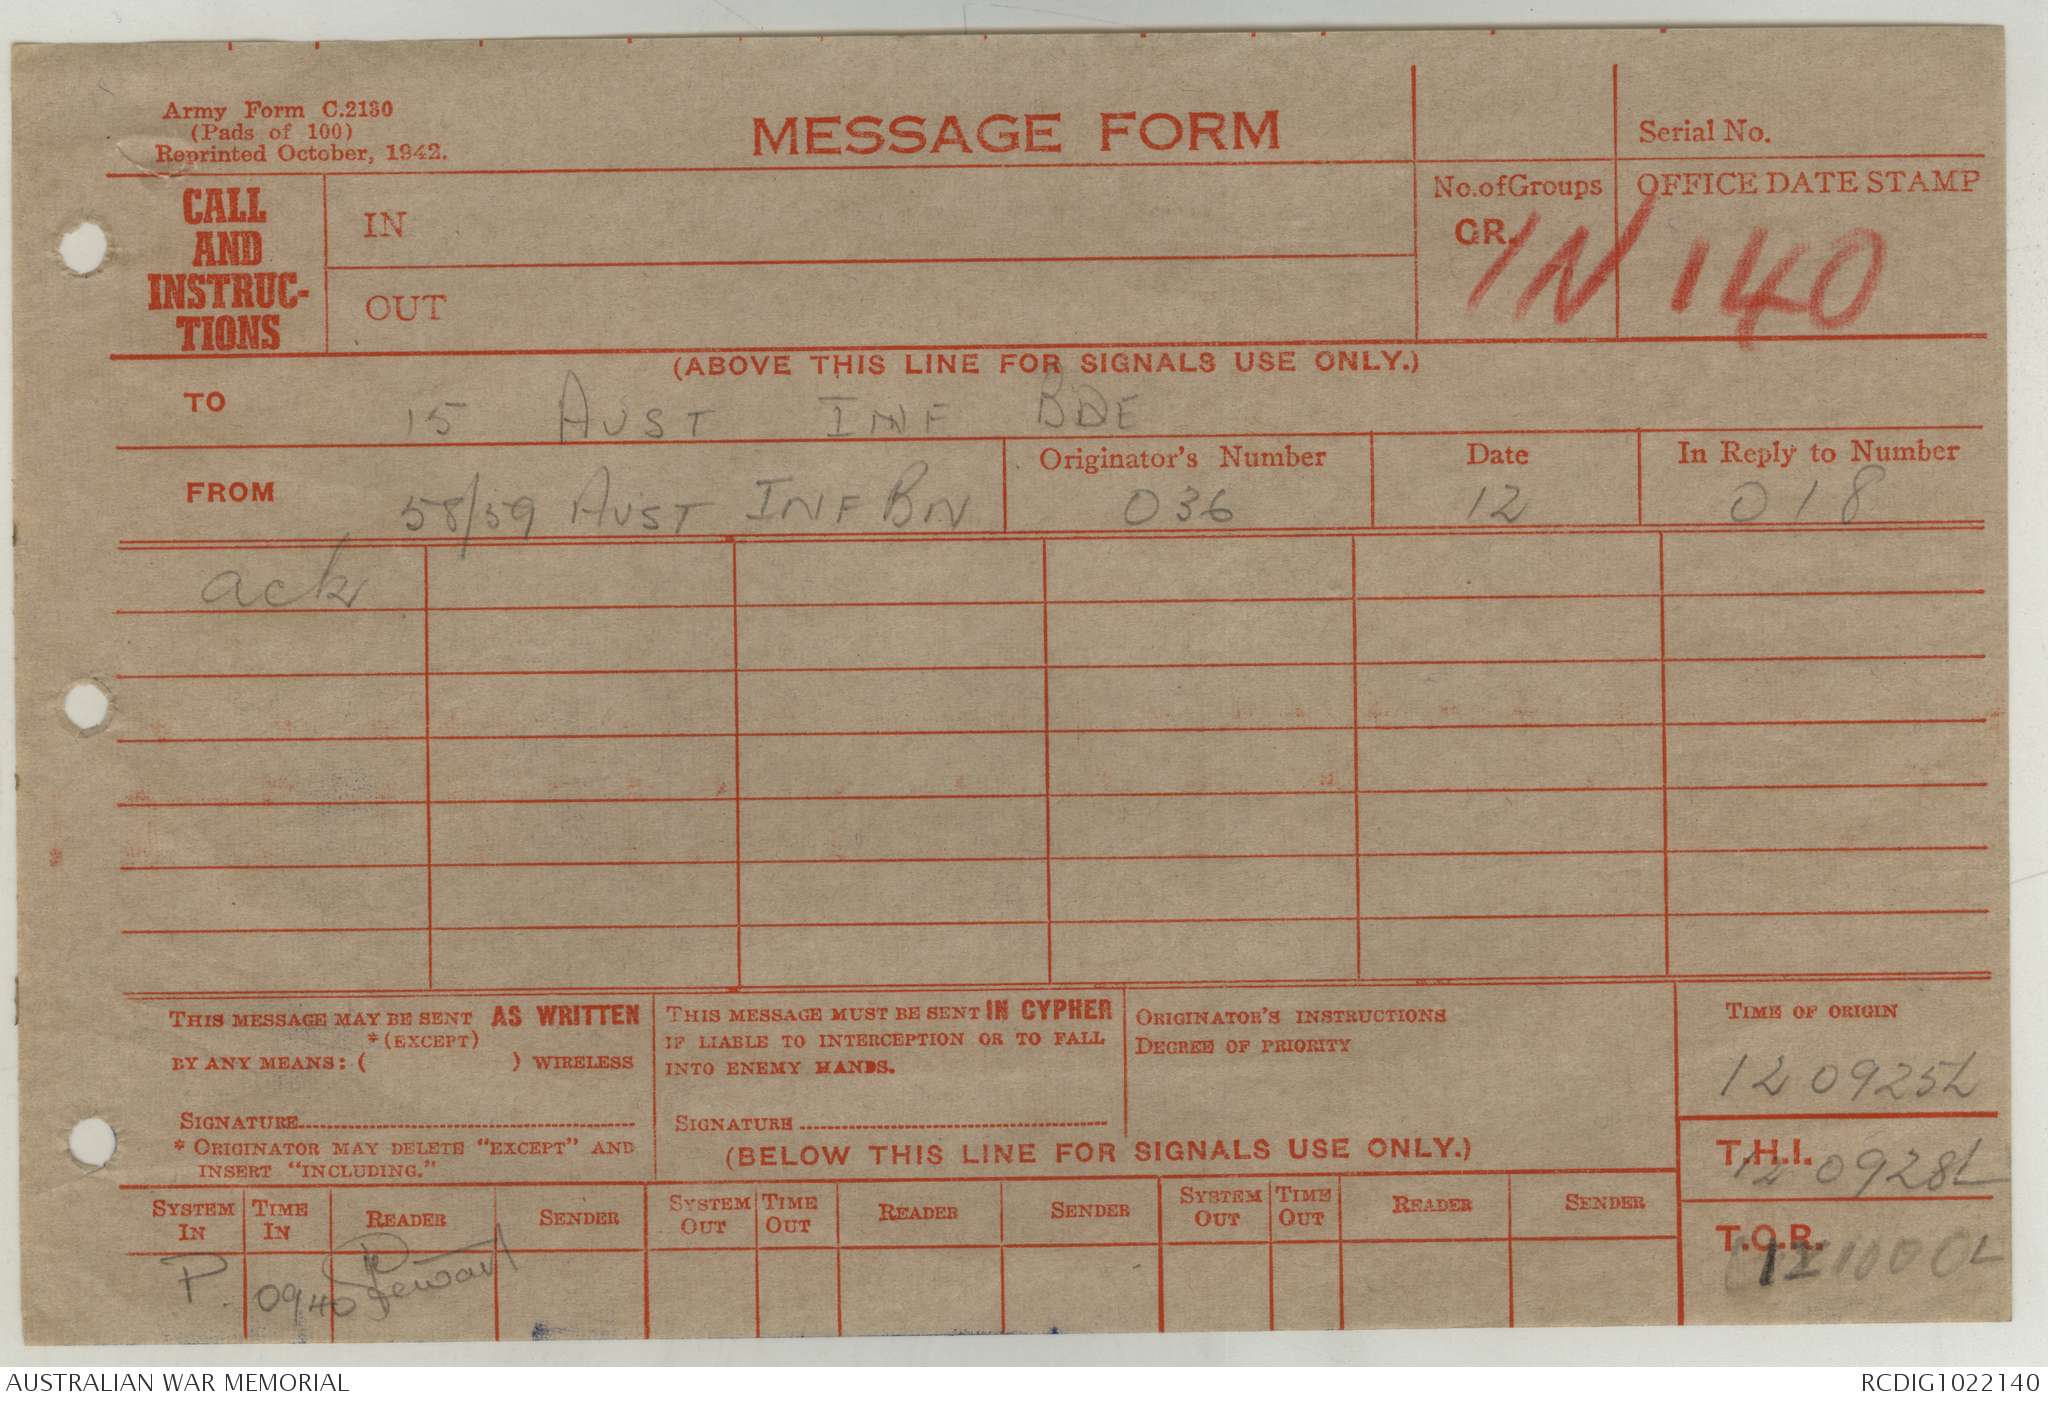 Army Form C.2130
(Pads of 100)
Reprinted October, 1942.
MESSAGE FORM
Serial No.
CALL AND INSTRUC-TIONS
IN
OUT
No. of Groups
GR.
OFFICE DATE STAMP
IN 140
(ABOVE THIS LINE FOR SIGNALS USE ONLY.)
TO
15 AUST INF BDE
FROM
58/59 AUST INF BN
Originator's Number
036
Date
12
In Reply to Number
018
ack
THIS MESSAGE MAY BE SENT AS WRITTEN
*(EXCEPT)
BY ANY MEANS: ( ) WIRELESS
SIGNATURE
* ORIGINATOR MAY DELETE "EXCEPT" AND
INSERT "INCLUDING."
THIS MESSAGE MUST BE SENT IN CYPHER
IF LIABLE TO INTERCEPTION OR TO FALL
INTO ENEMY HANDS.
SIGNATURE
ORIGINATOR'S INSTRUCTIONS
DEGREE OF PRIORITY
TIME OF ORIGIN
12 0925L
(BELOW THIS LINE FOR SIGNALS USE ONLY.)
T.H.I.
12 0928L
T.O.R.
12 1000L
SYSTEM IN
TIME IN
READER
SENDER
SYSTEM OUT
TIME OUT
READER
SENDER
SYSTEM OUT
TIME OUT
READER
SENDER
P.
0940
Stewart
AUSTRALIAN WAR MEMORIAL
RCDIG1022140